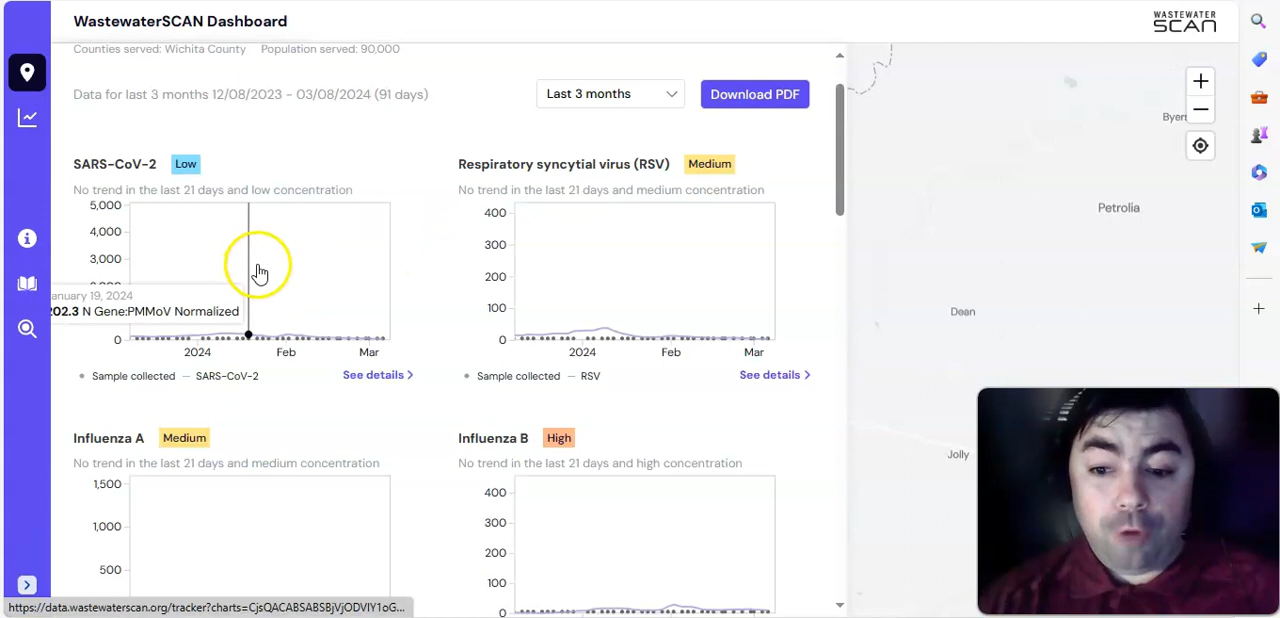 WastewaterSCAN Dashboard
WASTEWATER
SCAN
Counties served: Wichita County Population served: 90,000
Data for last 3 months 12/08/2023 - 03/08/2024 (91 days)
Last 3 months
Download PDF
SARS-CoV-2 Low
No trend in the last 21 days and low concentration
5,000
4,000
3,000
anuary 19, 2024
202.3 N Gene:PMMoV Normalized
0
2024 Feb Mar
Sample collected SARS-CoV-2
See details
Respiratory syncytial virus (RSV) Medium
No trend in the last 21 days and medium concentration
400
300
200
100
0
2024 Feb Mar
Sample collected RSV
See details
Influenza A Medium
No trend in the last 21 days and medium concentration
1,500
1,000
500
Influenza B High
No trend in the last 21 days and high concentration
400
300
200
100
0
Byers
Petrolia
Dean
Jolly
https://data.wastewaterscan.org/tracker?charts=CjsQACABSABSBjVjODVlY1oG...